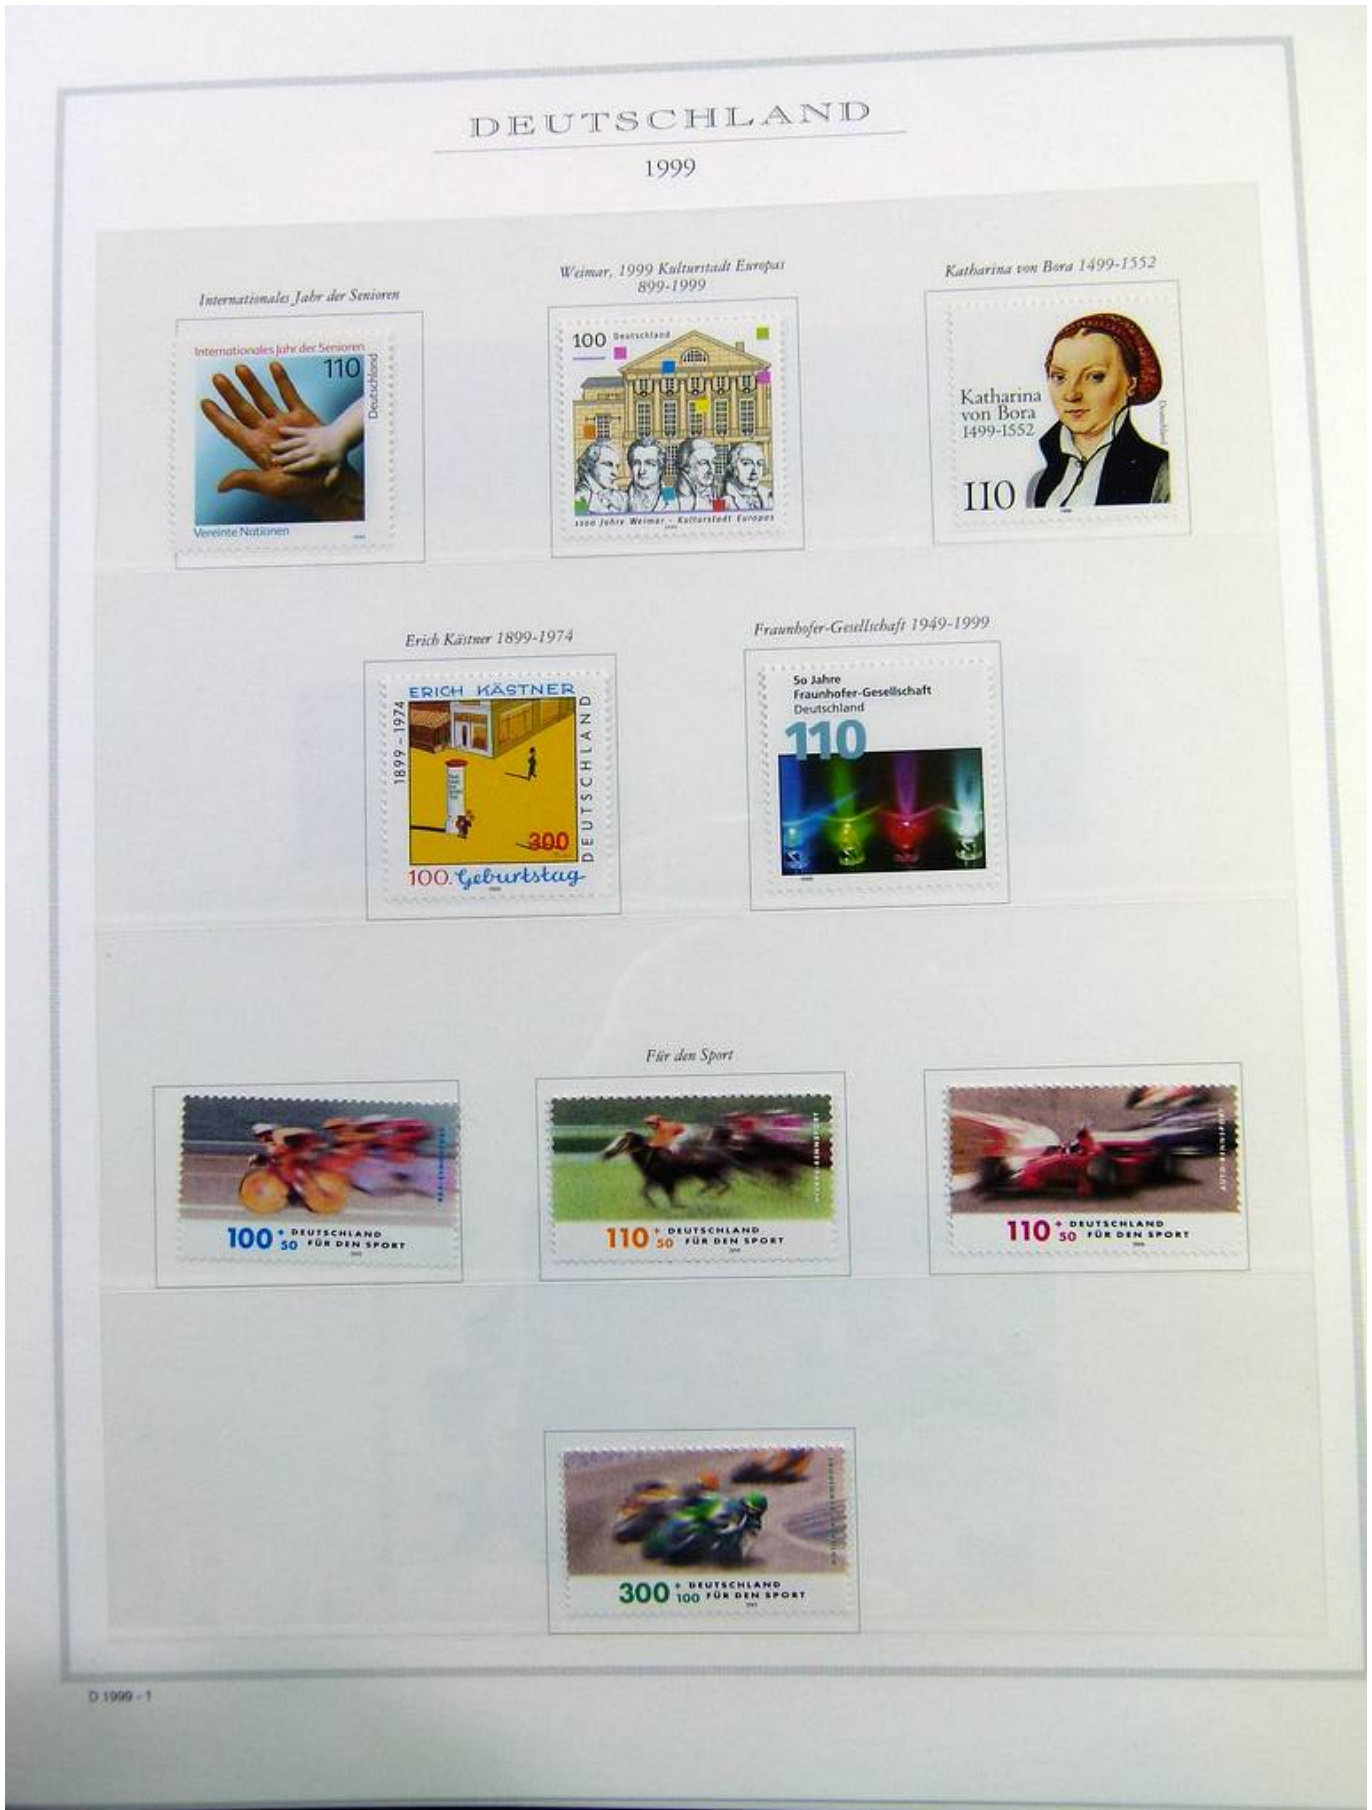 DEUTSCHLAND
1999
Internationales Jahr der Senioren
Internationales Jahr der Senioren
110
Deutschland
Vereinte Nationen
Weimar, 1999 Kulturstadt Europas
899-1999
100 Deutschland
1100 Jahre Weimar - Kulturstadt Europas
Katharina von Bora 1499-1552
Katharina
von Bora
1499-1552
Deutschland
110
Erich Kästner 1899-1974
ERICH KÄSTNER
1899-1974
DEUTSCHLAND
300
100. Geburtstag
Fraunhofer-Gesellschaft 1949-1999
50 Jahre
Fraunhofer-Gesellschaft
Deutschland
110
Für den Sport
100 + 50 DEUTSCHLAND
FÜR DEN SPORT
PFERDE-RENNSPORT
110 + 50 DEUTSCHLAND
FÜR DEN SPORT
AUTO-RENNSPORT
110 + 50 DEUTSCHLAND
FÜR DEN SPORT
300 + 100 DEUTSCHLAND
FÜR DEN SPORT
D 1999 - 1